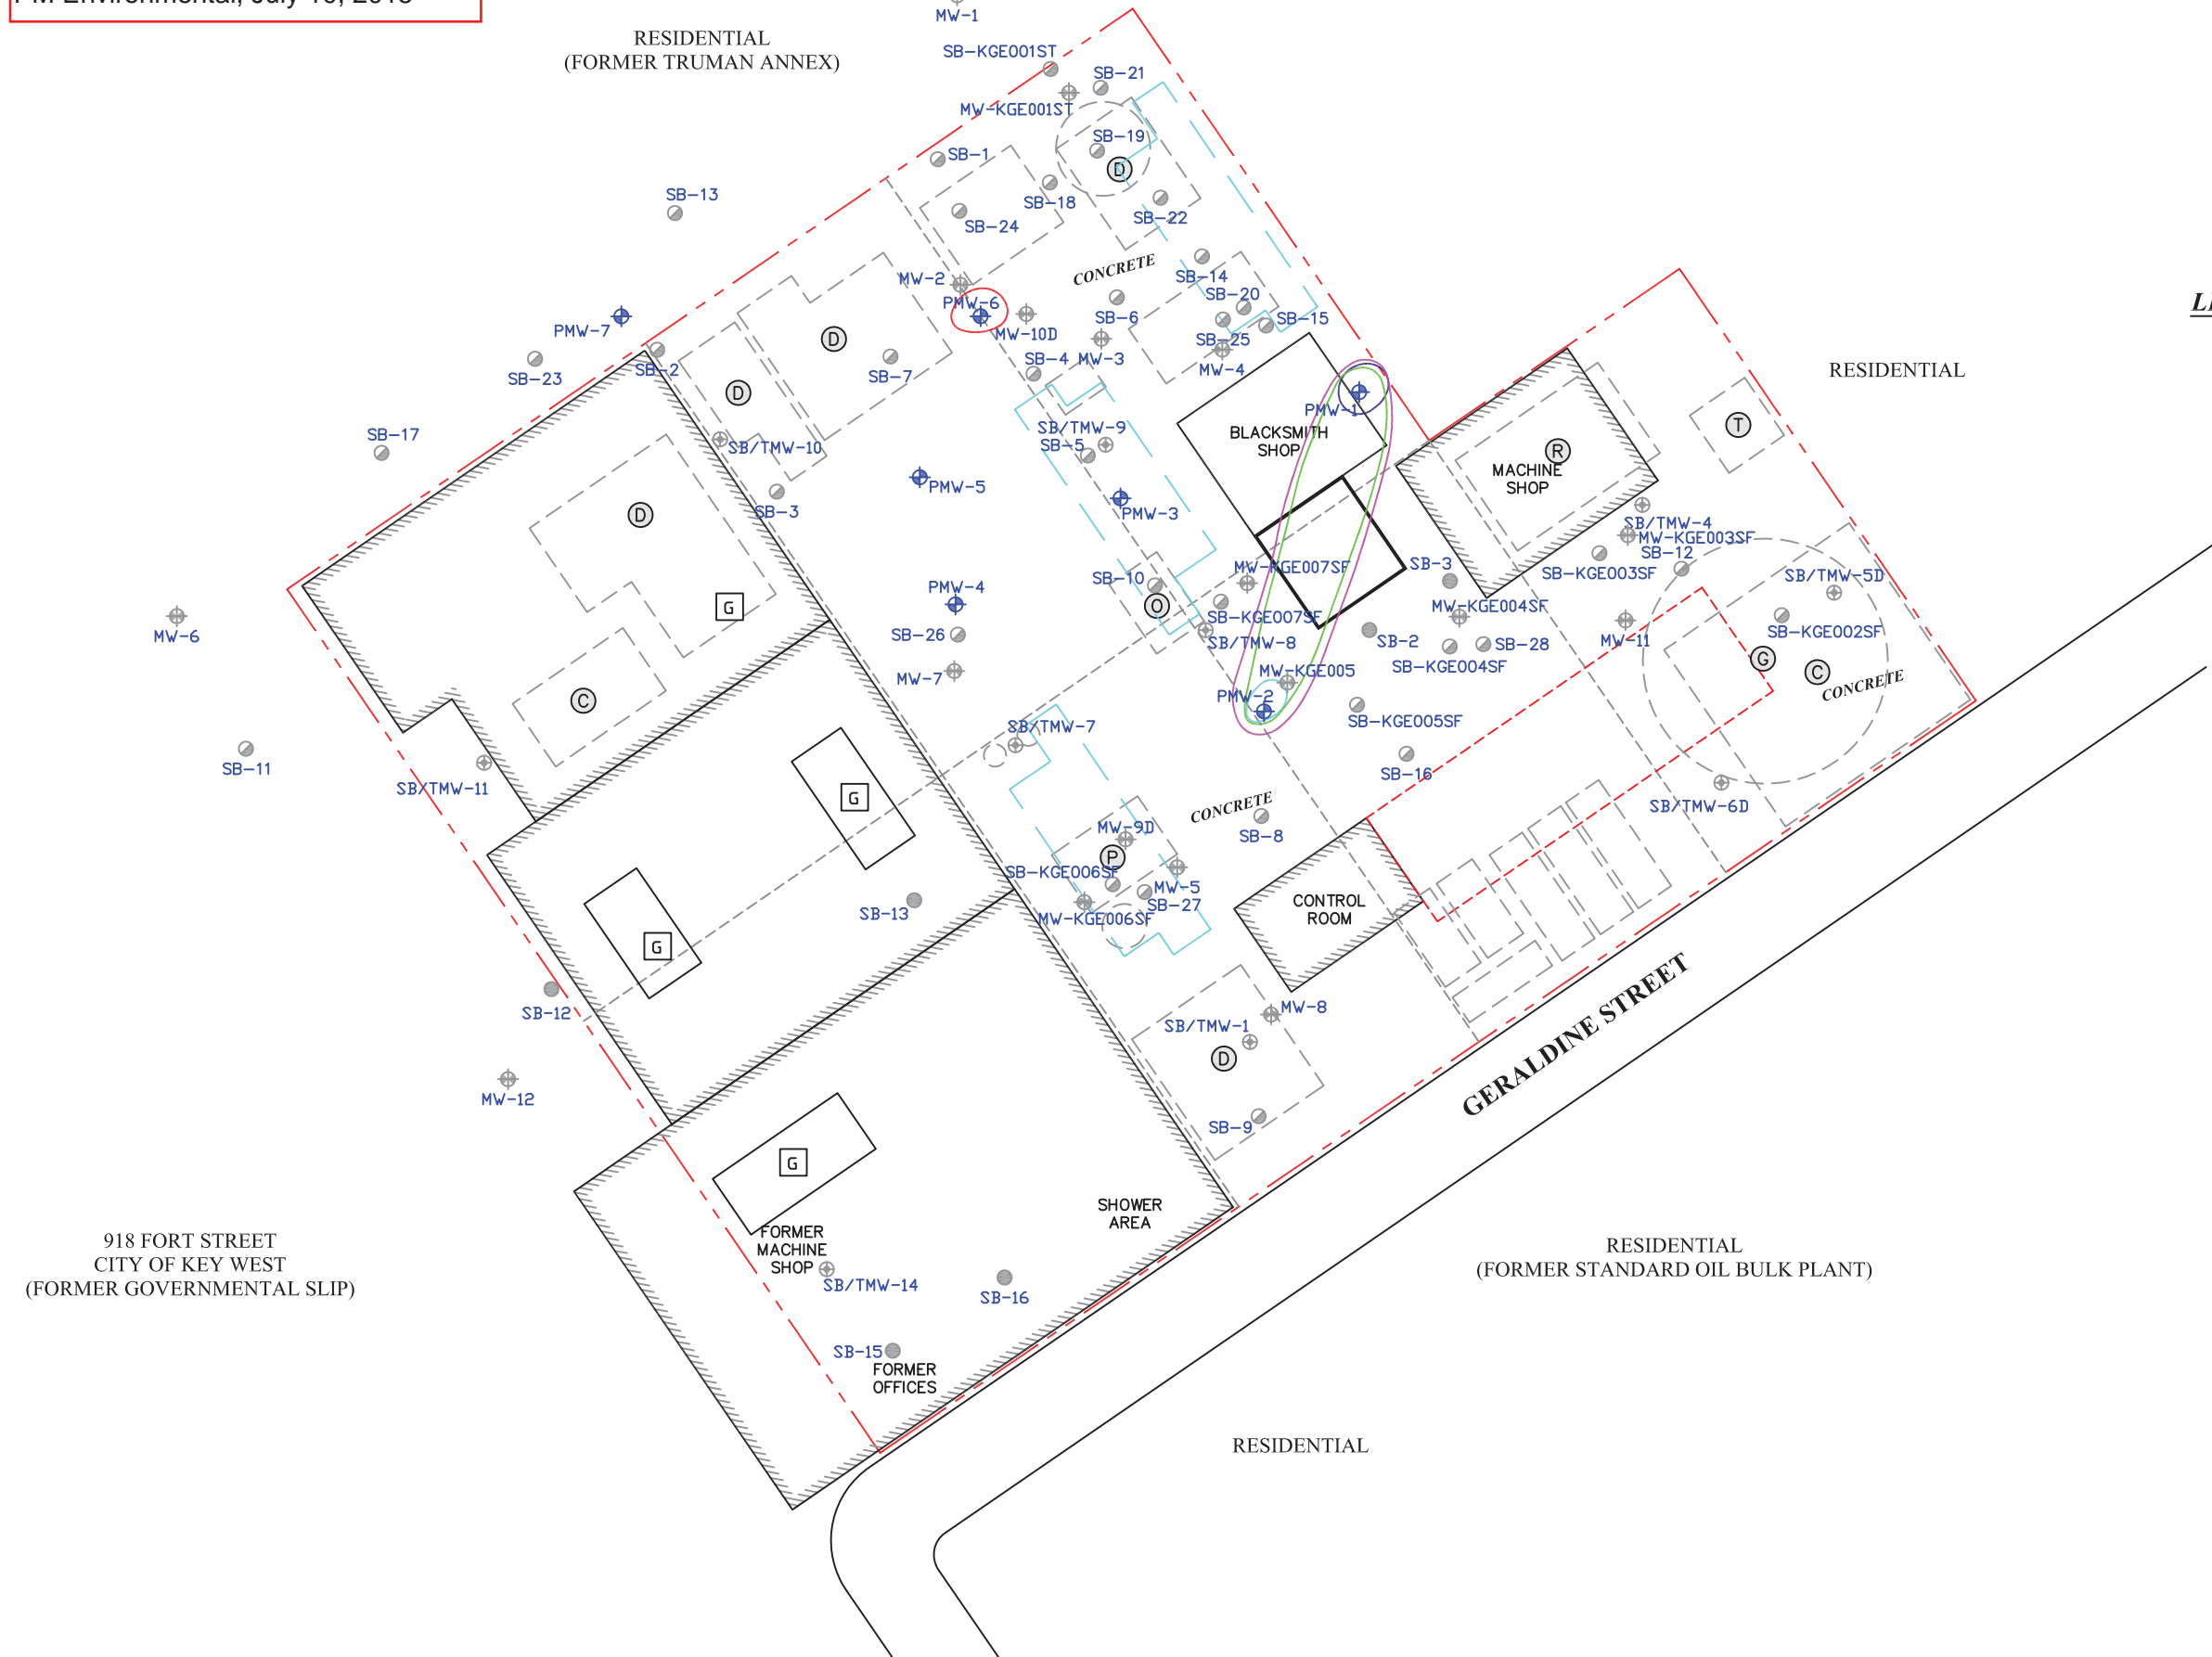 PM Environmental, July 10, 2018
RESIDENTIAL
(FORMER TRUMAN ANNEX)
MW-1
SB-KGE001ST
SB-21
MW-KGE001ST
SB-19
D
SB-1
SB-18
SB-22
SB-24
SB-13
CONCRETE
MW-2
PMW-6
MW-10D
SB-14
SB-20
SB-6
SB-15
SB-25
PMW-7
D
SB-4 MW-3
MW-4
SB-23
SB-2
SB-7
RESIDENTIAL
D
PMW-1
T
SB-17
SB/TMW-10
SB/TMW-9
SB-5
BLACKSMITH
SHOP
R
MACHINE
SHOP
PMW-5
SB-3
PMW-3
D
SB/TMW-4
MW-KGE003SF
SB-12
SB-KGE003SF
SB/TMW-5D
MW-KGE007SF
SB-3
SB-10
PMW-4
G
O
SB-KGE007SF
MW-KGE004SF
SB-KGE002SF
MW-6
SB-26
SB/TMW-8
SB-2
SB-28
MW-11
SB-KGE004SF
G
C
CONCRETE
MW-7
MW-KGE005
PMW-2
C
SB/TMW-7
SB-KGE005SF
SB-11
SB/TMW-11
SB-16
G
CONCRETE
SB/TMW-6D
MW-9D
SB-8
P
SB-KGE006SF
MW-5
SB-27
MW-KGE006SF
SB-13
CONTROL
ROOM
G
SB-12
MW-8
SB/TMW-1
D
GERALDINE STREET
MW-12
SB-9
G
SHOWER
AREA
FORMER
MACHINE
SHOP
SB/TMW-14
SB-16
918 FORT STREET
CITY OF KEY WEST
(FORMER GOVERNMENTAL SLIP)
RESIDENTIAL
(FORMER STANDARD OIL BULK PLANT)
SB-15
FORMER
OFFICES
RESIDENTIAL